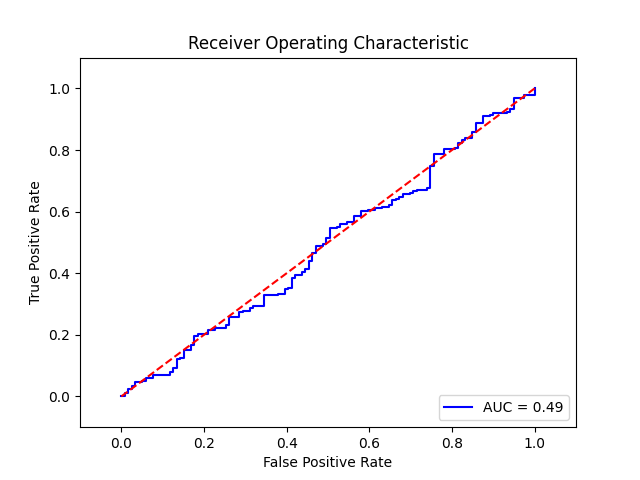 Receiver Operating Characteristic
True Positive Rate
1.0
0.8
0.6
0.4
0.2
0.0
AUC = 0.49
0.0 0.2 0.4 0.6 0.8 1.0
False Positive Rate